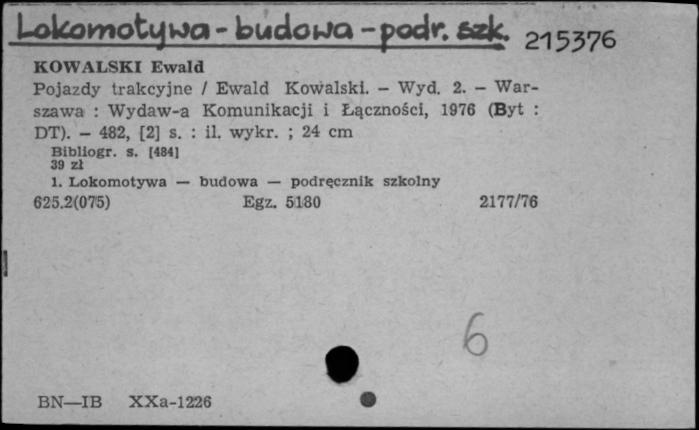 Lokomotywa - budowa - podr. szk. 215376
KOWALSKI Ewald
Pojazdy trakcyjne / Ewald Kowalski. – Wyd. 2. – War-
szawa : Wydaw-a Komunikacji i Łączności, 1976 (Byt :
DT). – 482, [2] s. : il. wykr. ; 24 cm
Bibliogr. s. [484]
39 zł
1. Lokomotywa — budowa — podręcznik szkolny
625.2(075) Egz. 5180 2177/76
6
BN—IB XXa-1226